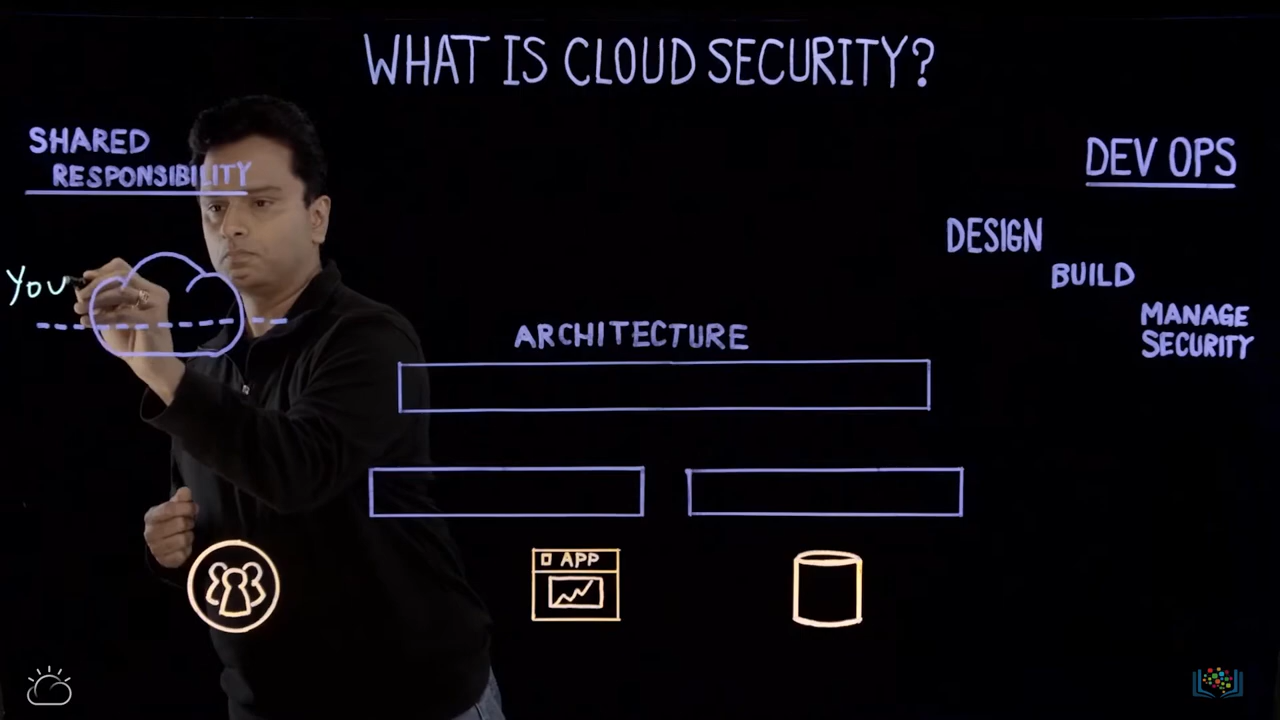 WHAT IS CLOUD SECURITY?
SHARED
RESPONSIBILITY
You
ARCHITECTURE
APP
DEV OPS
DESIGN
BUILD
MANAGE
SECURITY